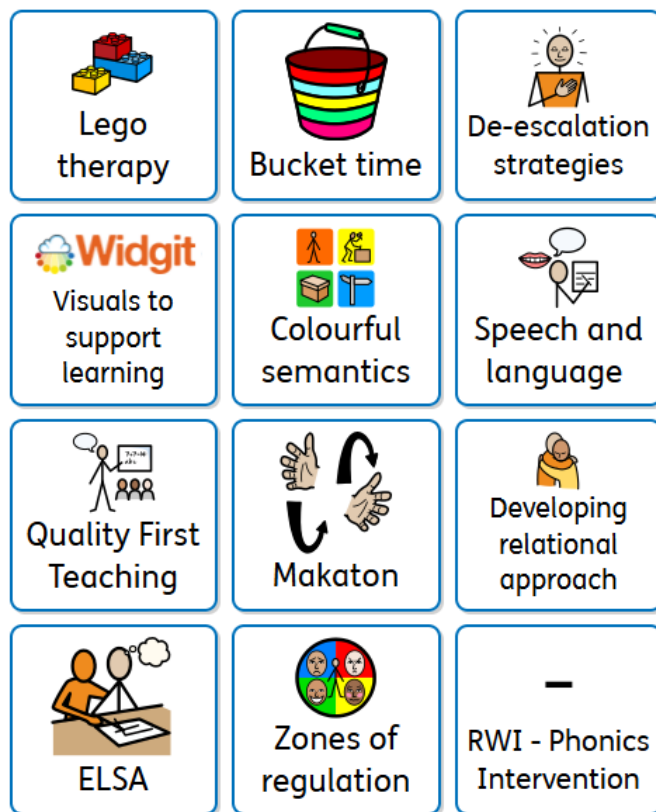 Lego
therapy
Bucket time
De-escalation
strategies
Widgit
Visuals to
support
learning
Colourful
semantics
Speech and
language
Quality First
Teaching
Makaton
Developing
relational
approach
ELSA
Zones of
regulation
RWI - Phonics
Intervention